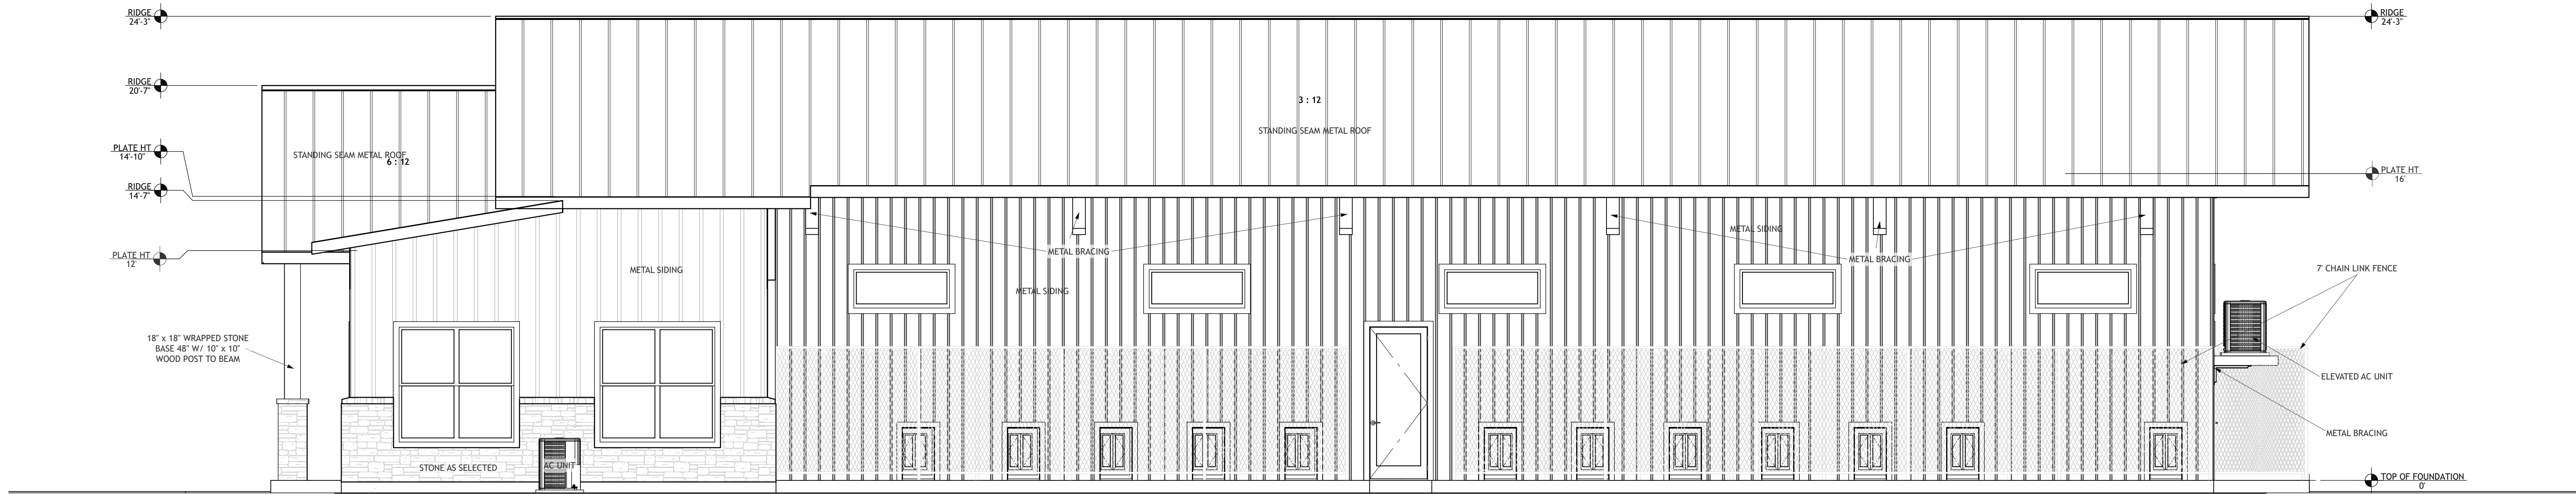 RIDGE
24'-3"
RIDGE
24'-3"
RIDGE
20'-7"
3 : 12
STANDING SEAM METAL ROOF
PLATE HT
14'-10"
STANDING SEAM METAL ROOF
6 : 12
PLATE HT
16'
RIDGE
14'-7"
METAL SIDING
METAL BRACING
PLATE HT
12'
METAL BRACING
METAL SIDING
7' CHAIN LINK FENCE
METAL SIDING
18" x 18" WRAPPED STONE
BASE 48" W/ 10" x 10"
WOOD POST TO BEAM
ELEVATED AC UNIT
METAL BRACING
STONE AS SELECTED
AC UNIT
TOP OF FOUNDATION
0'